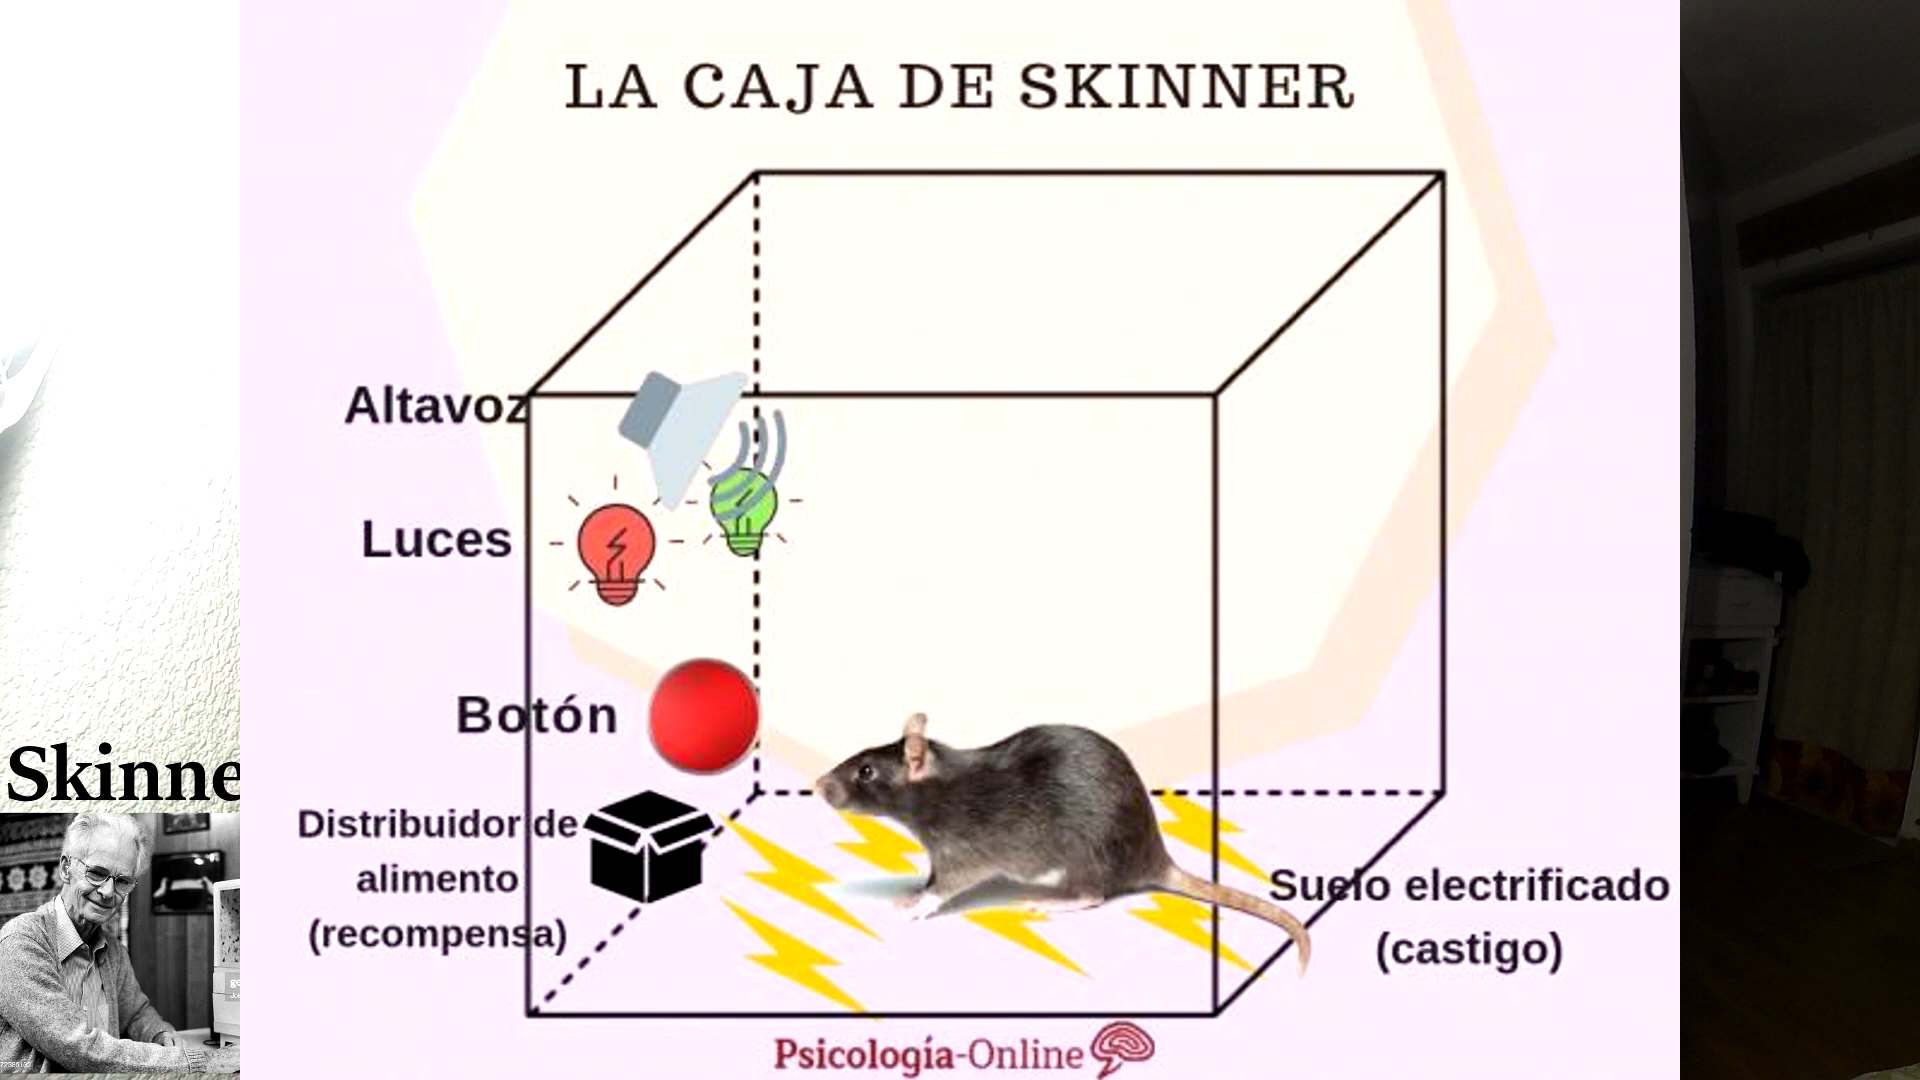 LA CAJA DE SKINNER
Altavoz
Luces
Botón
Distribuidor de
alimento
(recompensa)
Suelo electrificado
(castigo)
Skinne
Psicología-Online